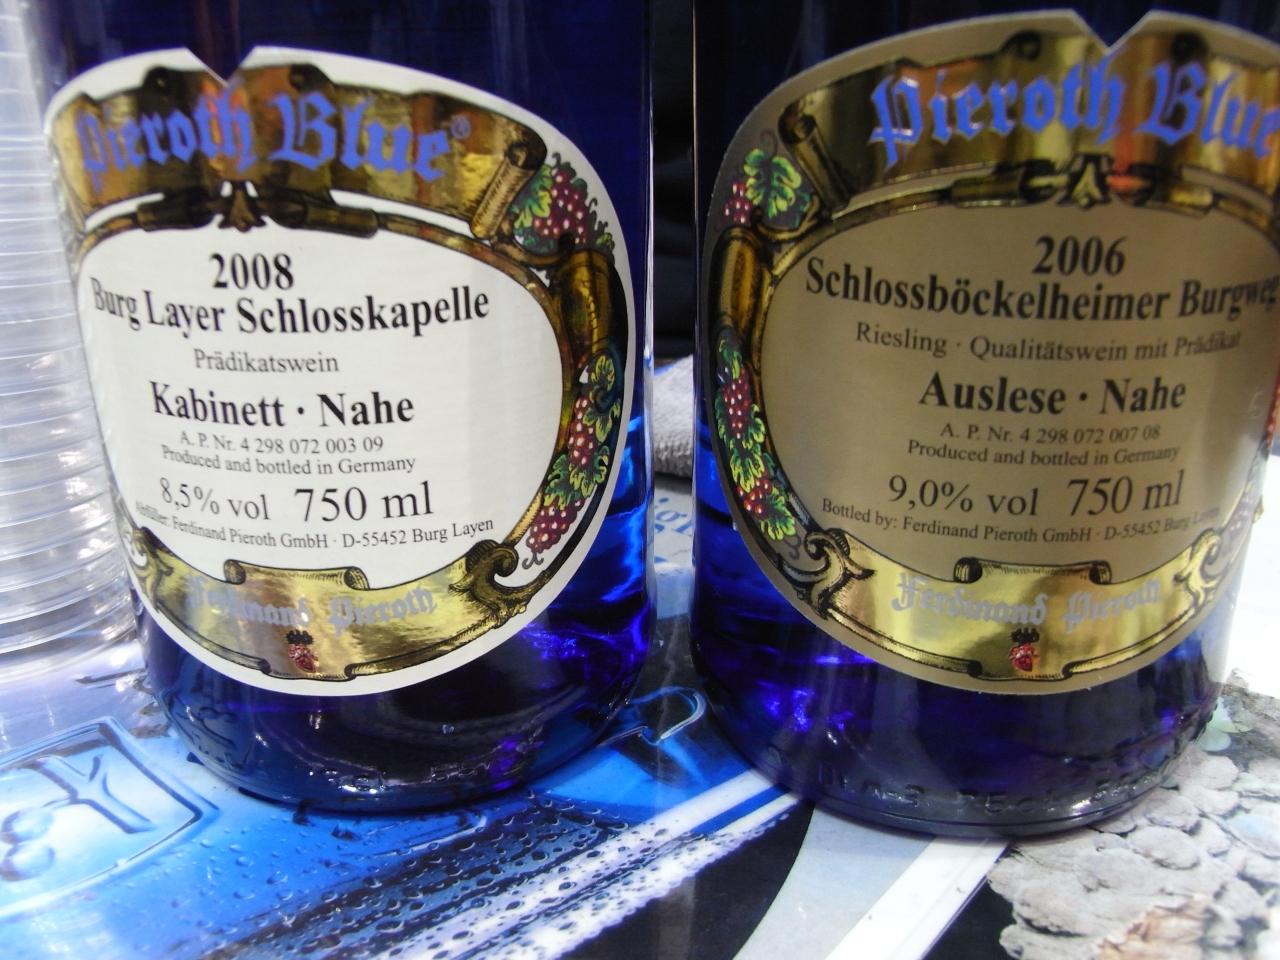 Pieroth Blue®
2008
Burg Layer Schlosskapelle
Prädikatswein
Kabinett · Nahe
A. P. Nr. 4 298 072 003 09
Produced and bottled in Germany
8,5% vol 750 ml
Abfüller: Ferdinand Pieroth GmbH · D-55452 Burg Layen
Ferdinand Pieroth
Pieroth Blue
2006
Schlossböckelheimer Burgweg
Riesling · Qualitätswein mit Prädikat
Auslese · Nahe
A. P. Nr. 4 298 072 007 08
Produced and bottled in Germany
9,0% vol 750 ml
Bottled by: Ferdinand Pieroth GmbH · D-55452 Burg Layen
Ferdinand Pieroth